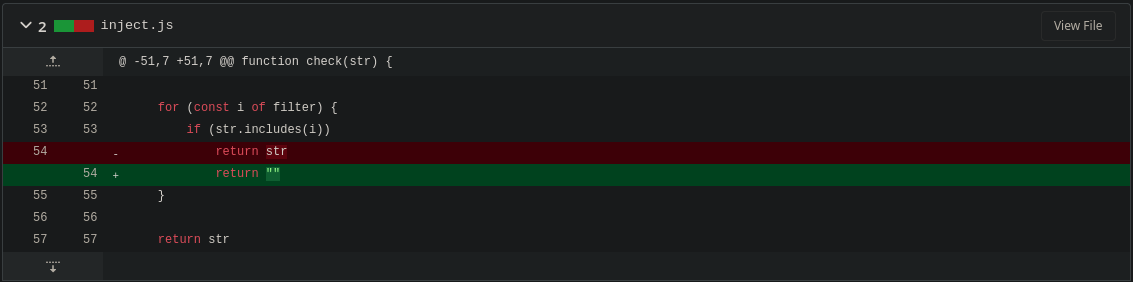 2 inject.js View File
@ -51,7 +51,7 @@ function check(str) {
51 51
52 52 for (const i of filter) {
53 53 if (str.includes(i))
54 - return str
54 + return ""
55 55 }
56 56
57 57 return str